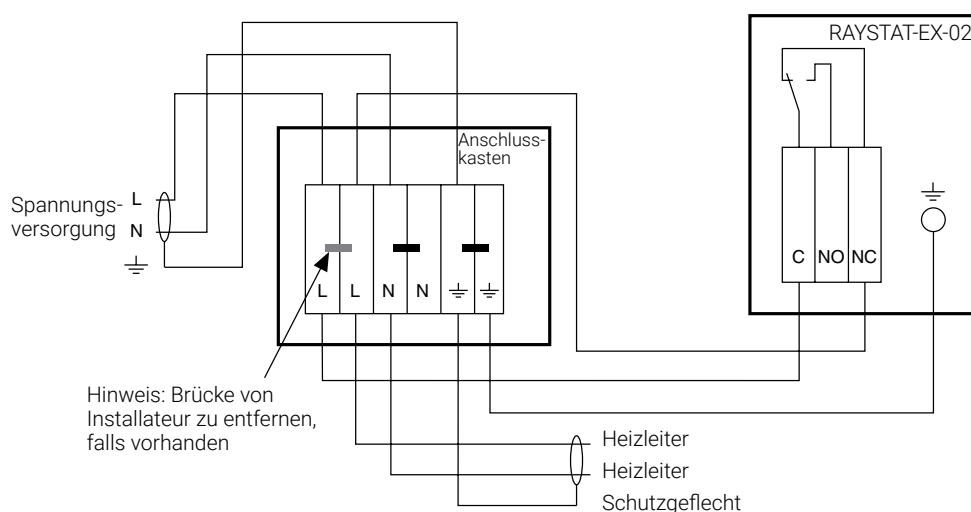 RAYSTAT-EX-02
Anschluss-
kasten
Spannungs-
versorgung
L
N
L L N N
C NO NC
Hinweis: Brücke von
Installateur zu entfernen,
falls vorhanden
Heizleiter
Heizleiter
Schutzgeflecht